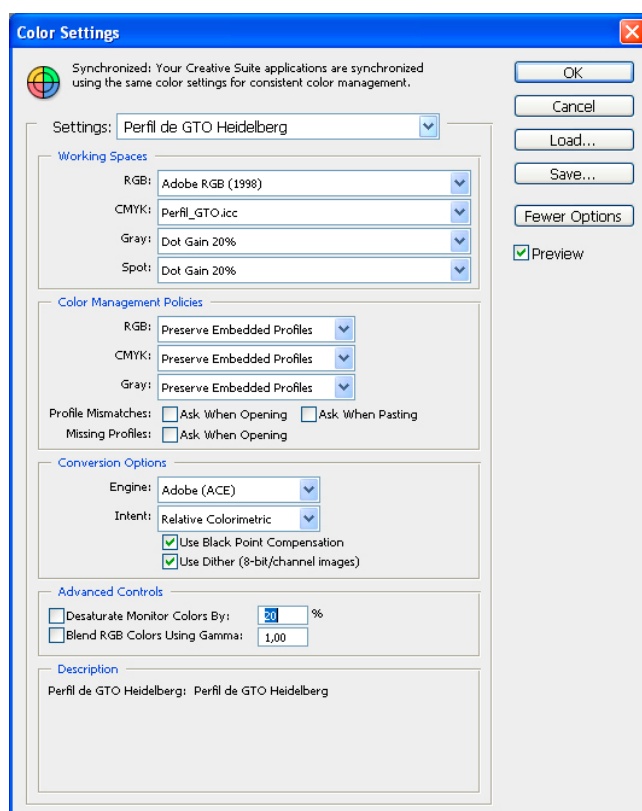 Color Settings
Synchronized: Your Creative Suite applications are synchronized
using the same color settings for consistent color management.
OK
Cancel
Load...
Save...
Fewer Options
Preview
Settings: Perfil de GTO Heidelberg
Working Spaces
RGB: Adobe RGB (1998)
CMYK: Perfil_GTO.icc
Gray: Dot Gain 20%
Spot: Dot Gain 20%
Color Management Policies
RGB: Preserve Embedded Profiles
CMYK: Preserve Embedded Profiles
Gray: Preserve Embedded Profiles
Profile Mismatches: Ask When Opening Ask When Pasting
Missing Profiles: Ask When Opening
Conversion Options
Engine: Adobe (ACE)
Intent: Relative Colorimetric
Use Black Point Compensation
Use Dither (8-bit/channel images)
Advanced Controls
Desaturate Monitor Colors By: 20 %
Blend RGB Colors Using Gamma: 1,00
Description
Perfil de GTO Heidelberg: Perfil de GTO Heidelberg